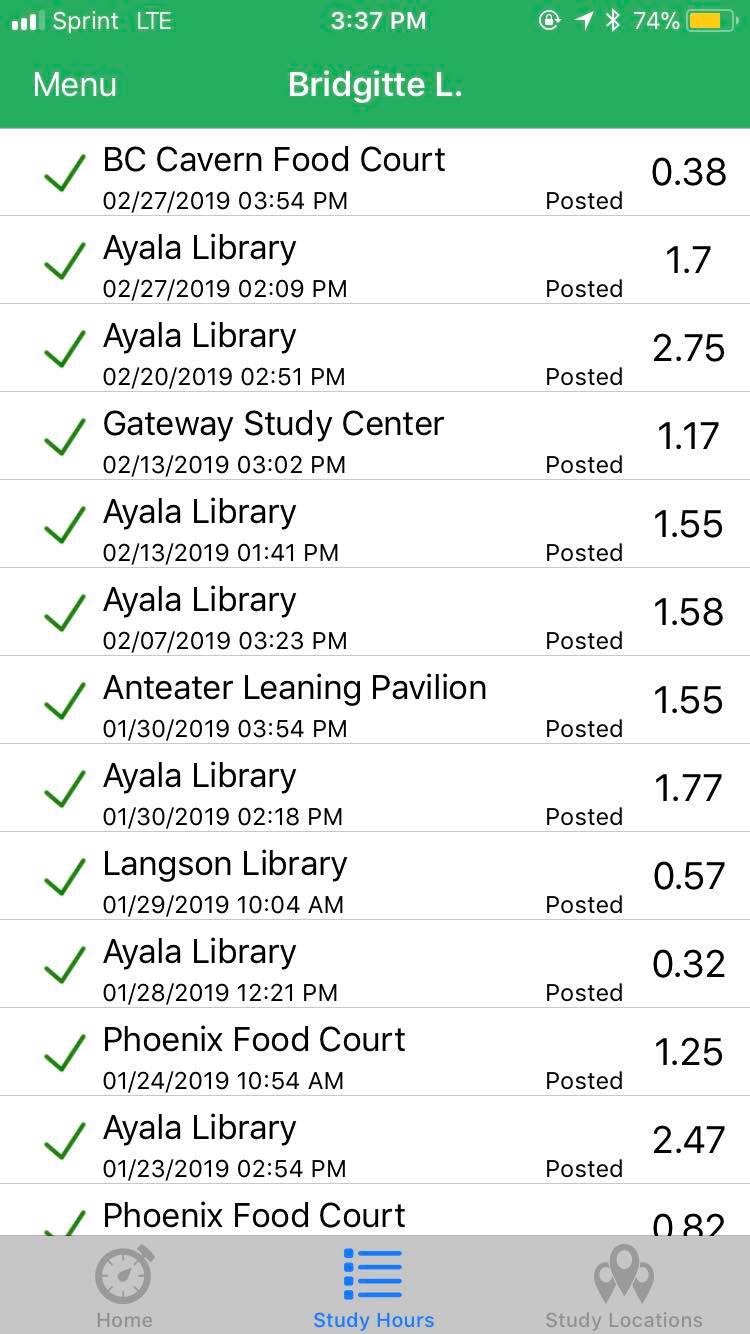 Sprint LTE 3:37 PM 74%
Menu Bridgitte L.
BC Cavern Food Court 0.38
02/27/2019 03:54 PM Posted
Ayala Library 1.7
02/27/2019 02:09 PM Posted
Ayala Library 2.75
02/20/2019 02:51 PM Posted
Gateway Study Center 1.17
02/13/2019 03:02 PM Posted
Ayala Library 1.55
02/13/2019 01:41 PM Posted
Ayala Library 1.58
02/07/2019 03:23 PM Posted
Anteater Leaning Pavilion 1.55
01/30/2019 03:54 PM Posted
Ayala Library 1.77
01/30/2019 02:18 PM Posted
Langson Library 0.57
01/29/2019 10:04 AM Posted
Ayala Library 0.32
01/28/2019 12:21 PM Posted
Phoenix Food Court 1.25
01/24/2019 10:54 AM Posted
Ayala Library 2.47
01/23/2019 02:54 PM Posted
Phoenix Food Court 0.82
Home Study Hours Study Locations